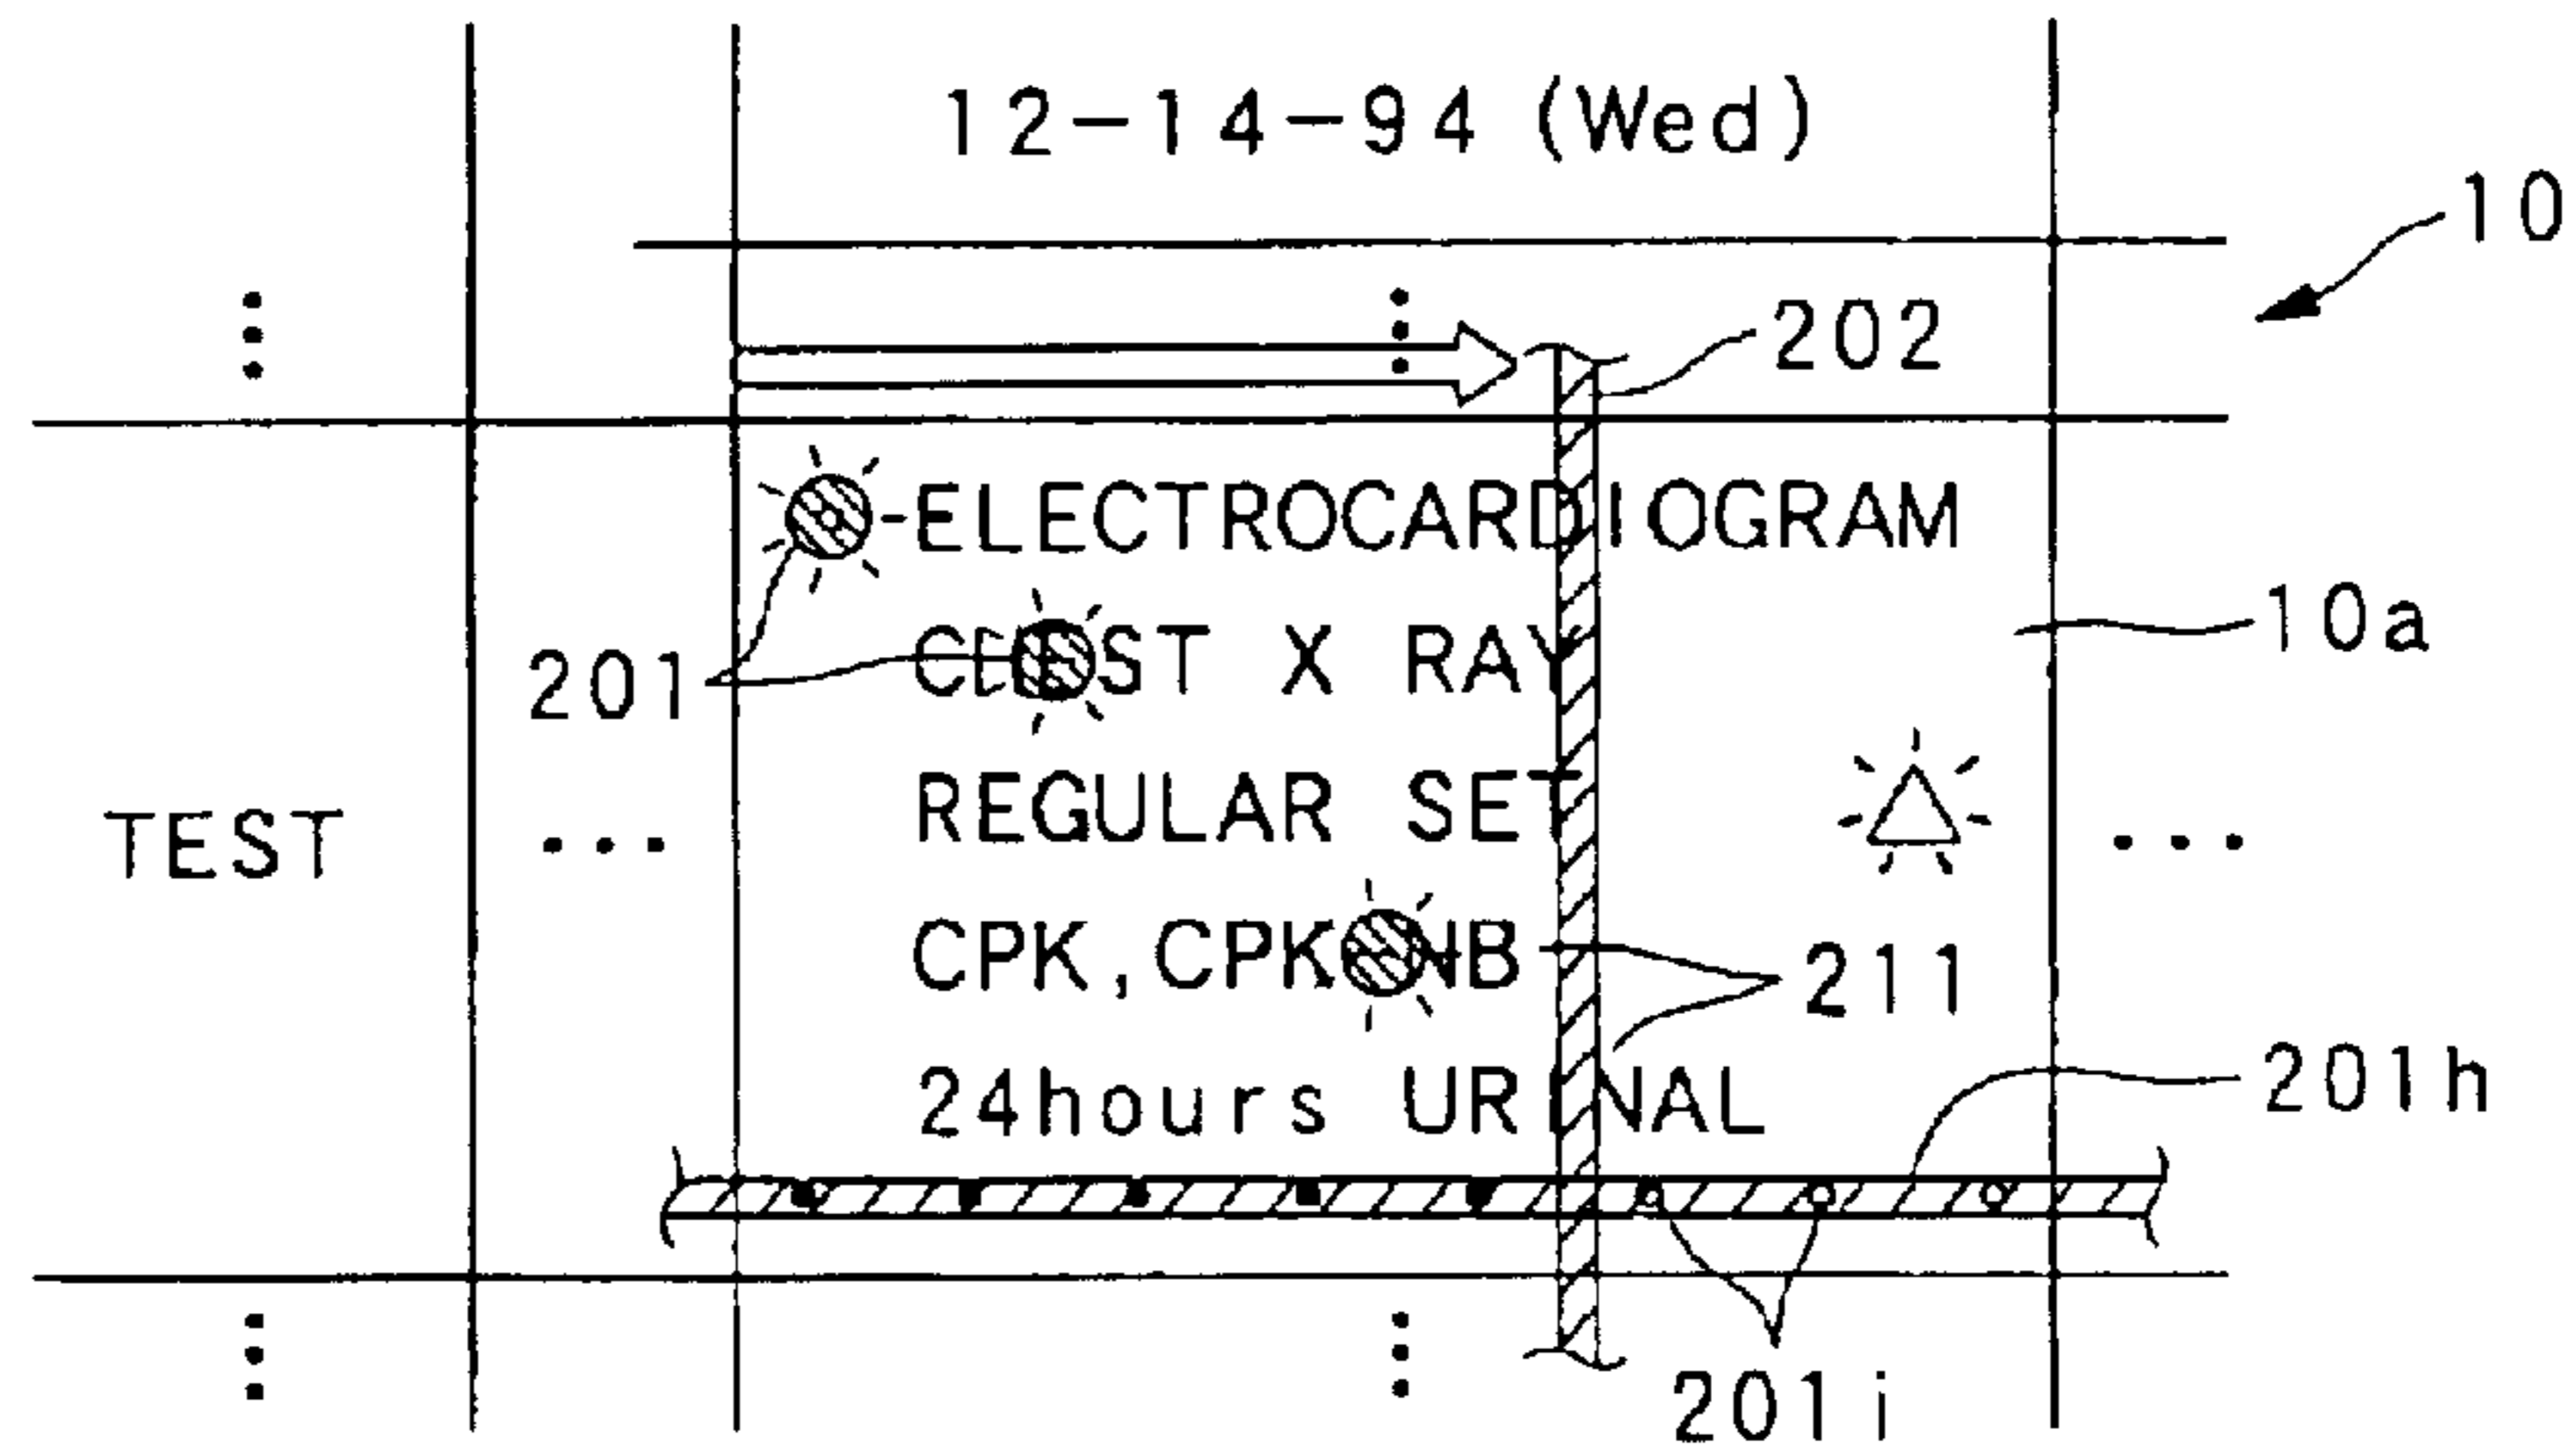 12-14-94 (Wed)
10
202
ELECTROCARDIOGRAM
10a
201
CHEST X RAY
TEST
REGULAR SET
CPK, CPK
NB
211
24hours URINAL
201h
201i